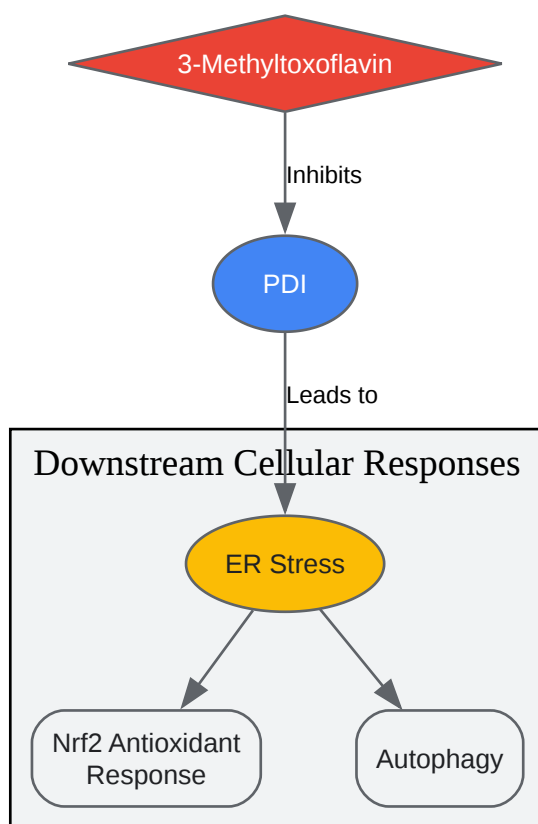 3-Methyltoxoflavin
Inhibits
PDI
Leads to
Downstream Cellular Responses
ER Stress
Nrf2 Antioxidant
Response
Autophagy